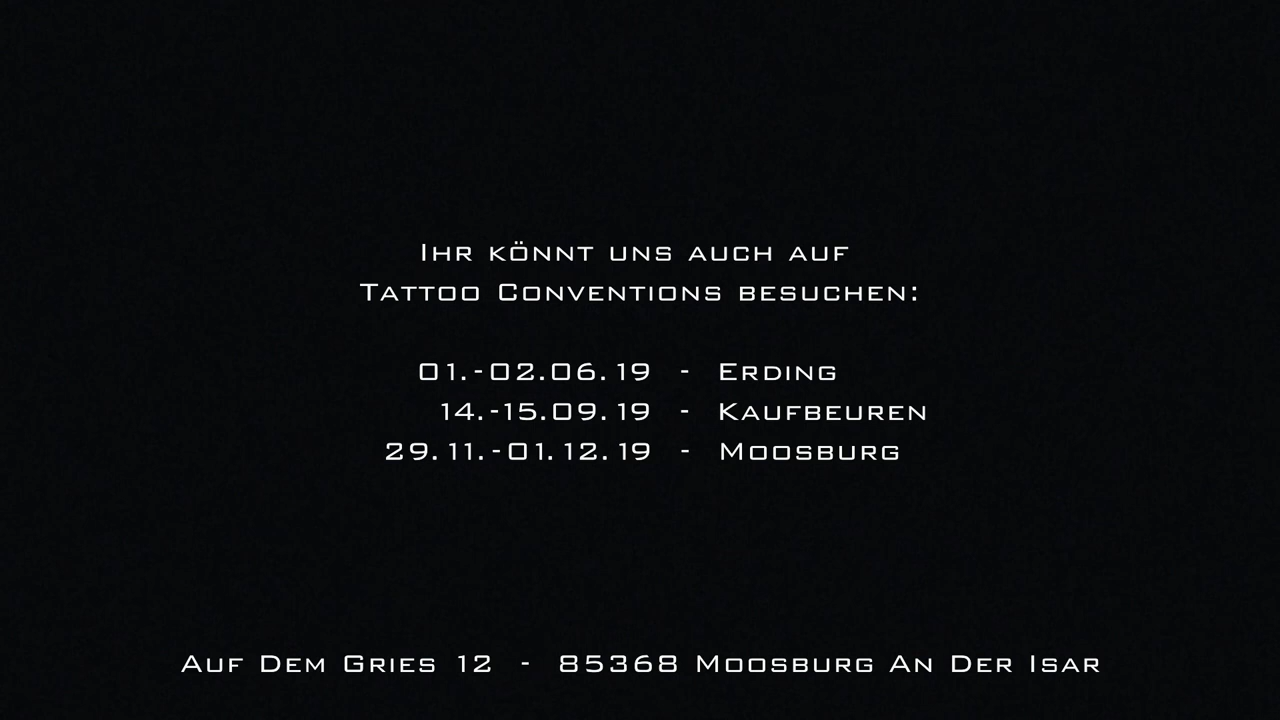 Ihr könnt uns auch auf
Tattoo Conventions besuchen:
01.-02.06.19 - Erding
14.-15.09.19 - Kaufbeuren
29.11.-01.12.19 - Moosburg
Auf Dem Gries 12 - 85368 Moosburg An Der Isar